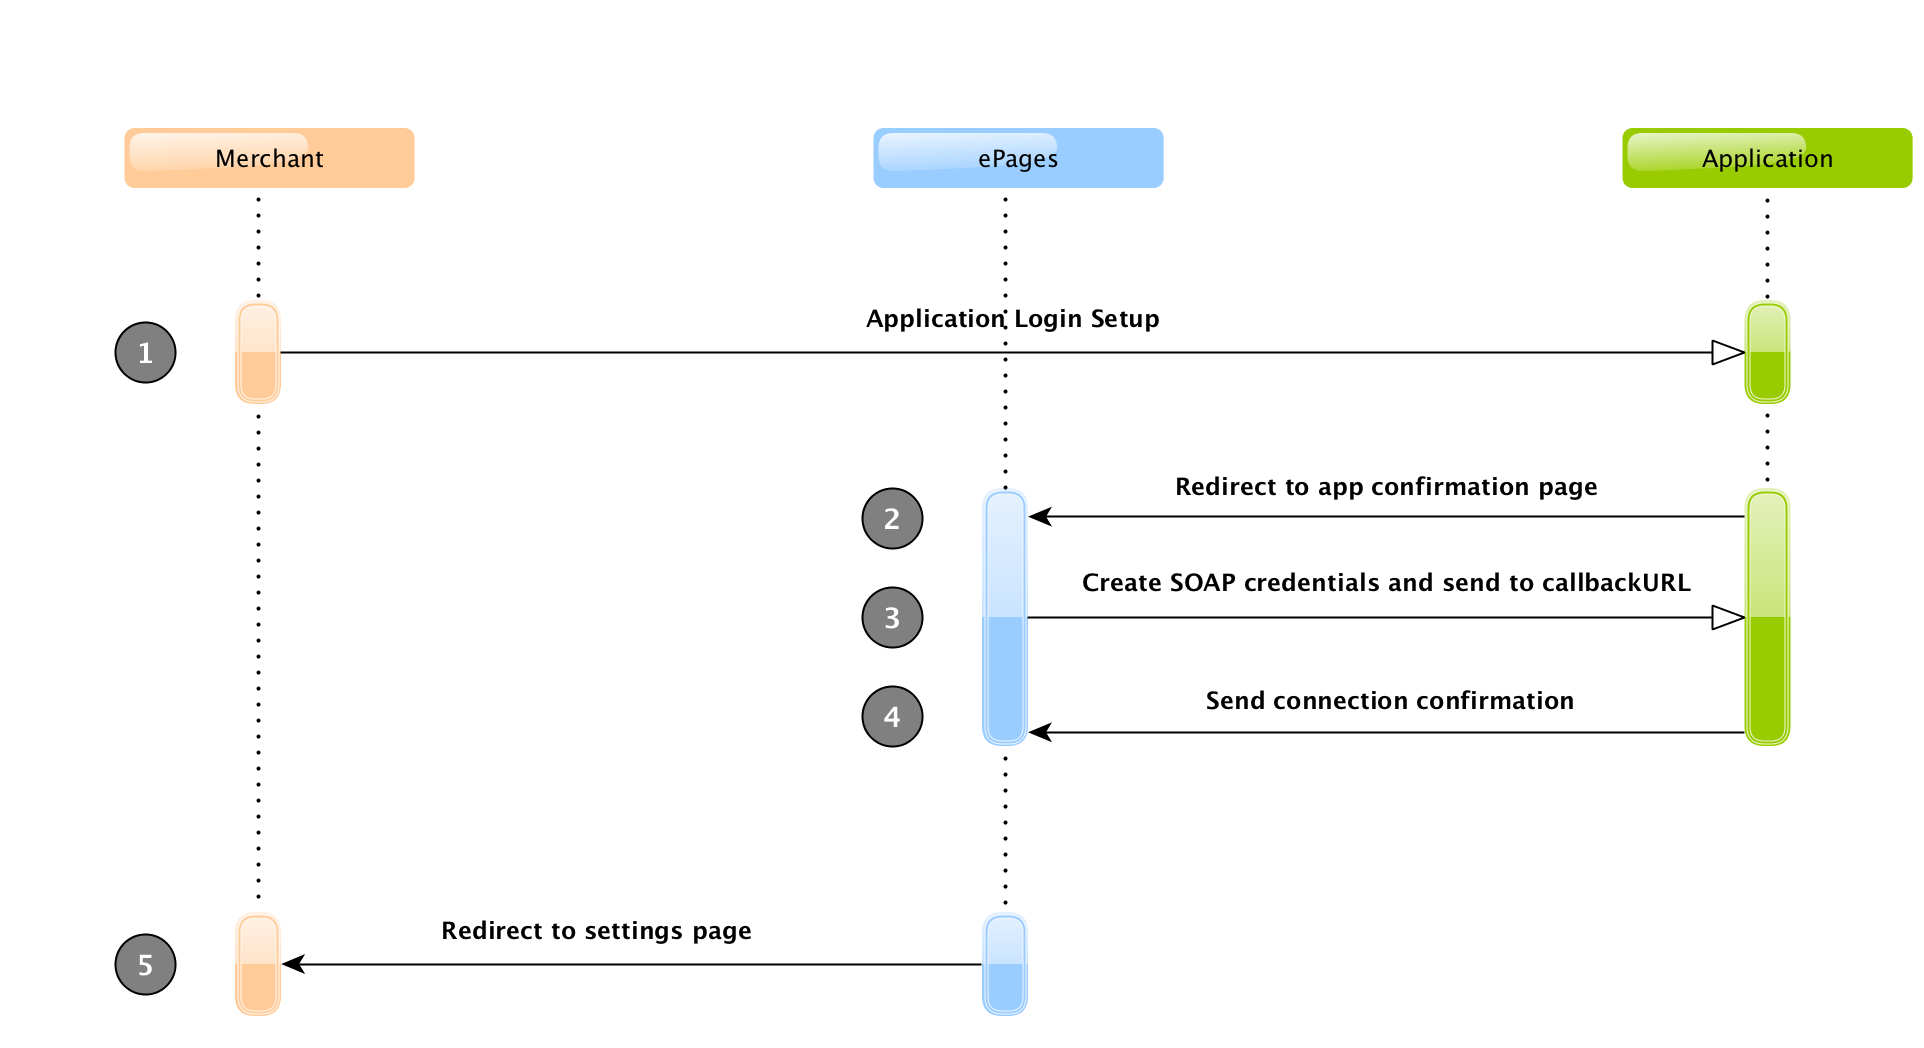 Merchant
ePages
Application
Application Login Setup
1
Redirect to app confirmation page
2
Create SOAP credentials and send to callbackURL
3
Send connection confirmation
4
Redirect to settings page
5